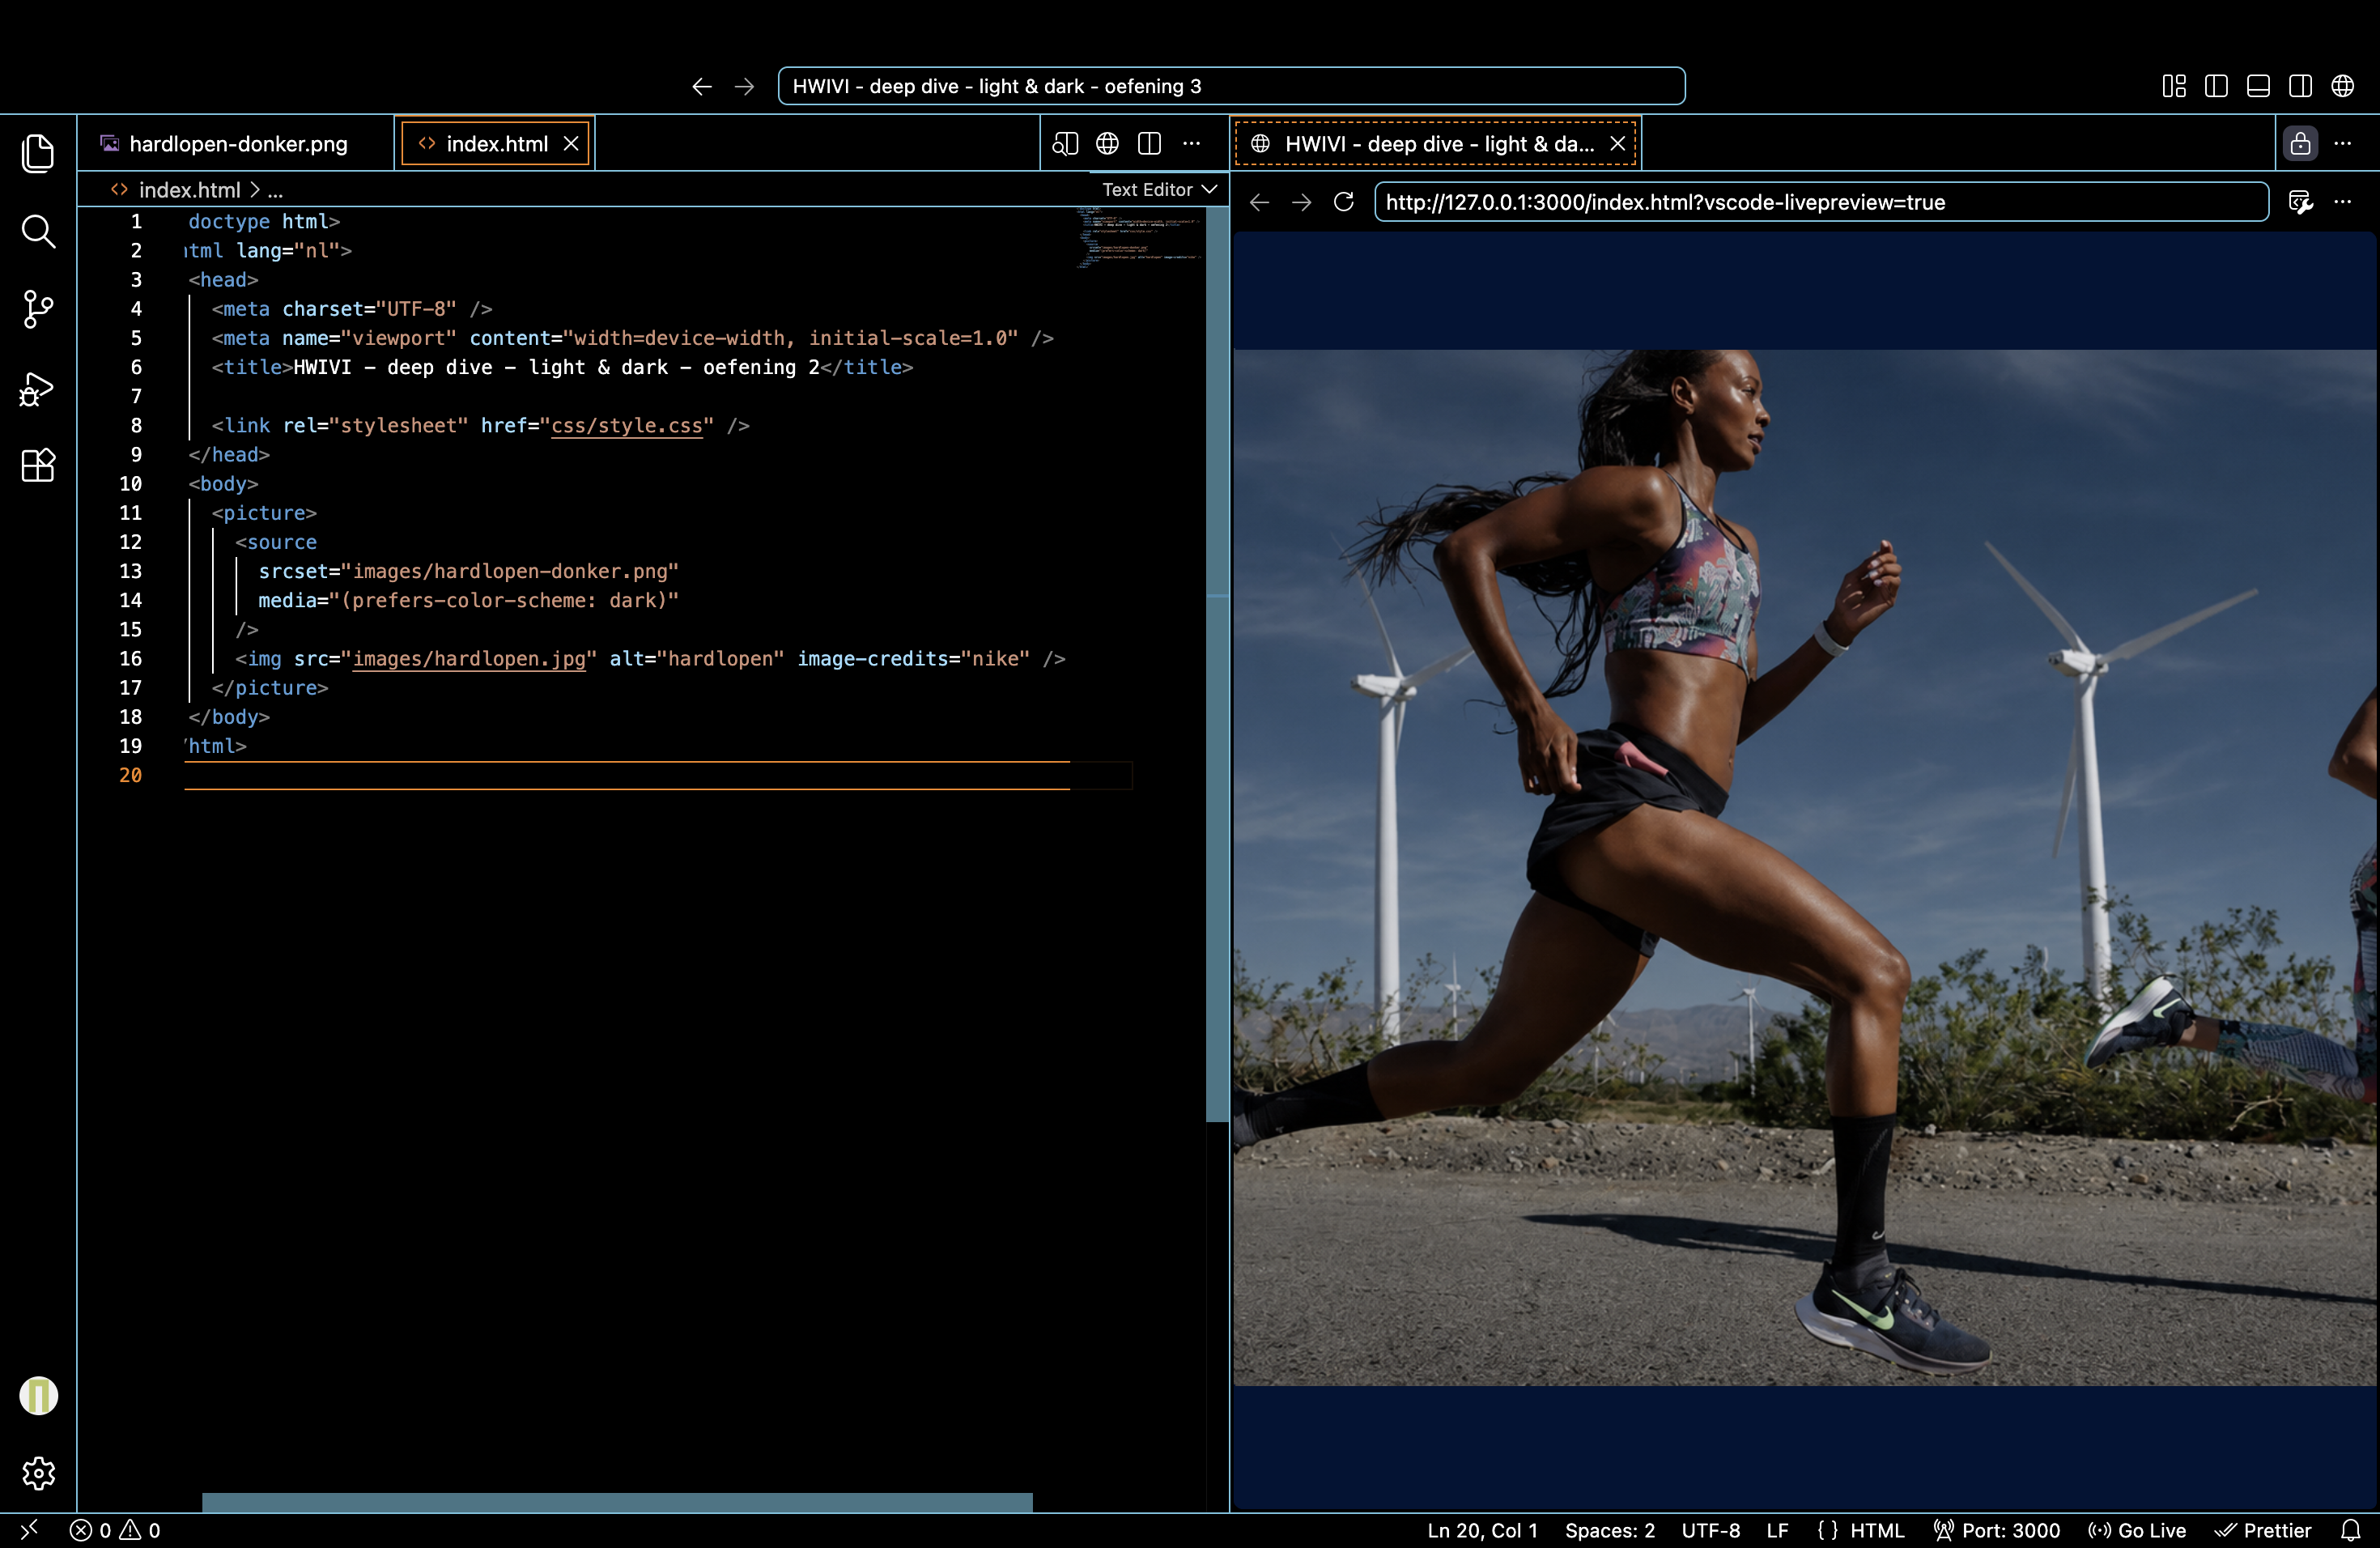 HWIVI - deep dive - light & dark - oefening 3
hardlopen-donker.png
index.html
HWIVI - deep dive - light & da...
index.html > ...
Text Editor
http://127.0.0.1:3000/index.html?vscode-livepreview=true
1 doctype html>
2 tml lang="nl">
3 <head>
4 <meta charset="UTF-8" />
5 <meta name="viewport" content="width=device-width, initial-scale=1.0" />
6 <title>HWIVI - deep dive - light & dark - oefening 2</title>
7
8 <link rel="stylesheet" href="css/style.css" />
9 </head>
10 <body>
11 <picture>
12 <source
13 srcset="images/hardlopen-donker.png"
14 media="(prefers-color-scheme: dark)"
15 />
16 <img src="images/hardlopen.jpg" alt="hardlopen" image-credits="nike" />
17 </picture>
18 </body>
19 html>
20
0 0
Ln 20, Col 1
Spaces: 2
UTF-8
LF
{ } HTML
Port: 3000
Go Live
Prettier